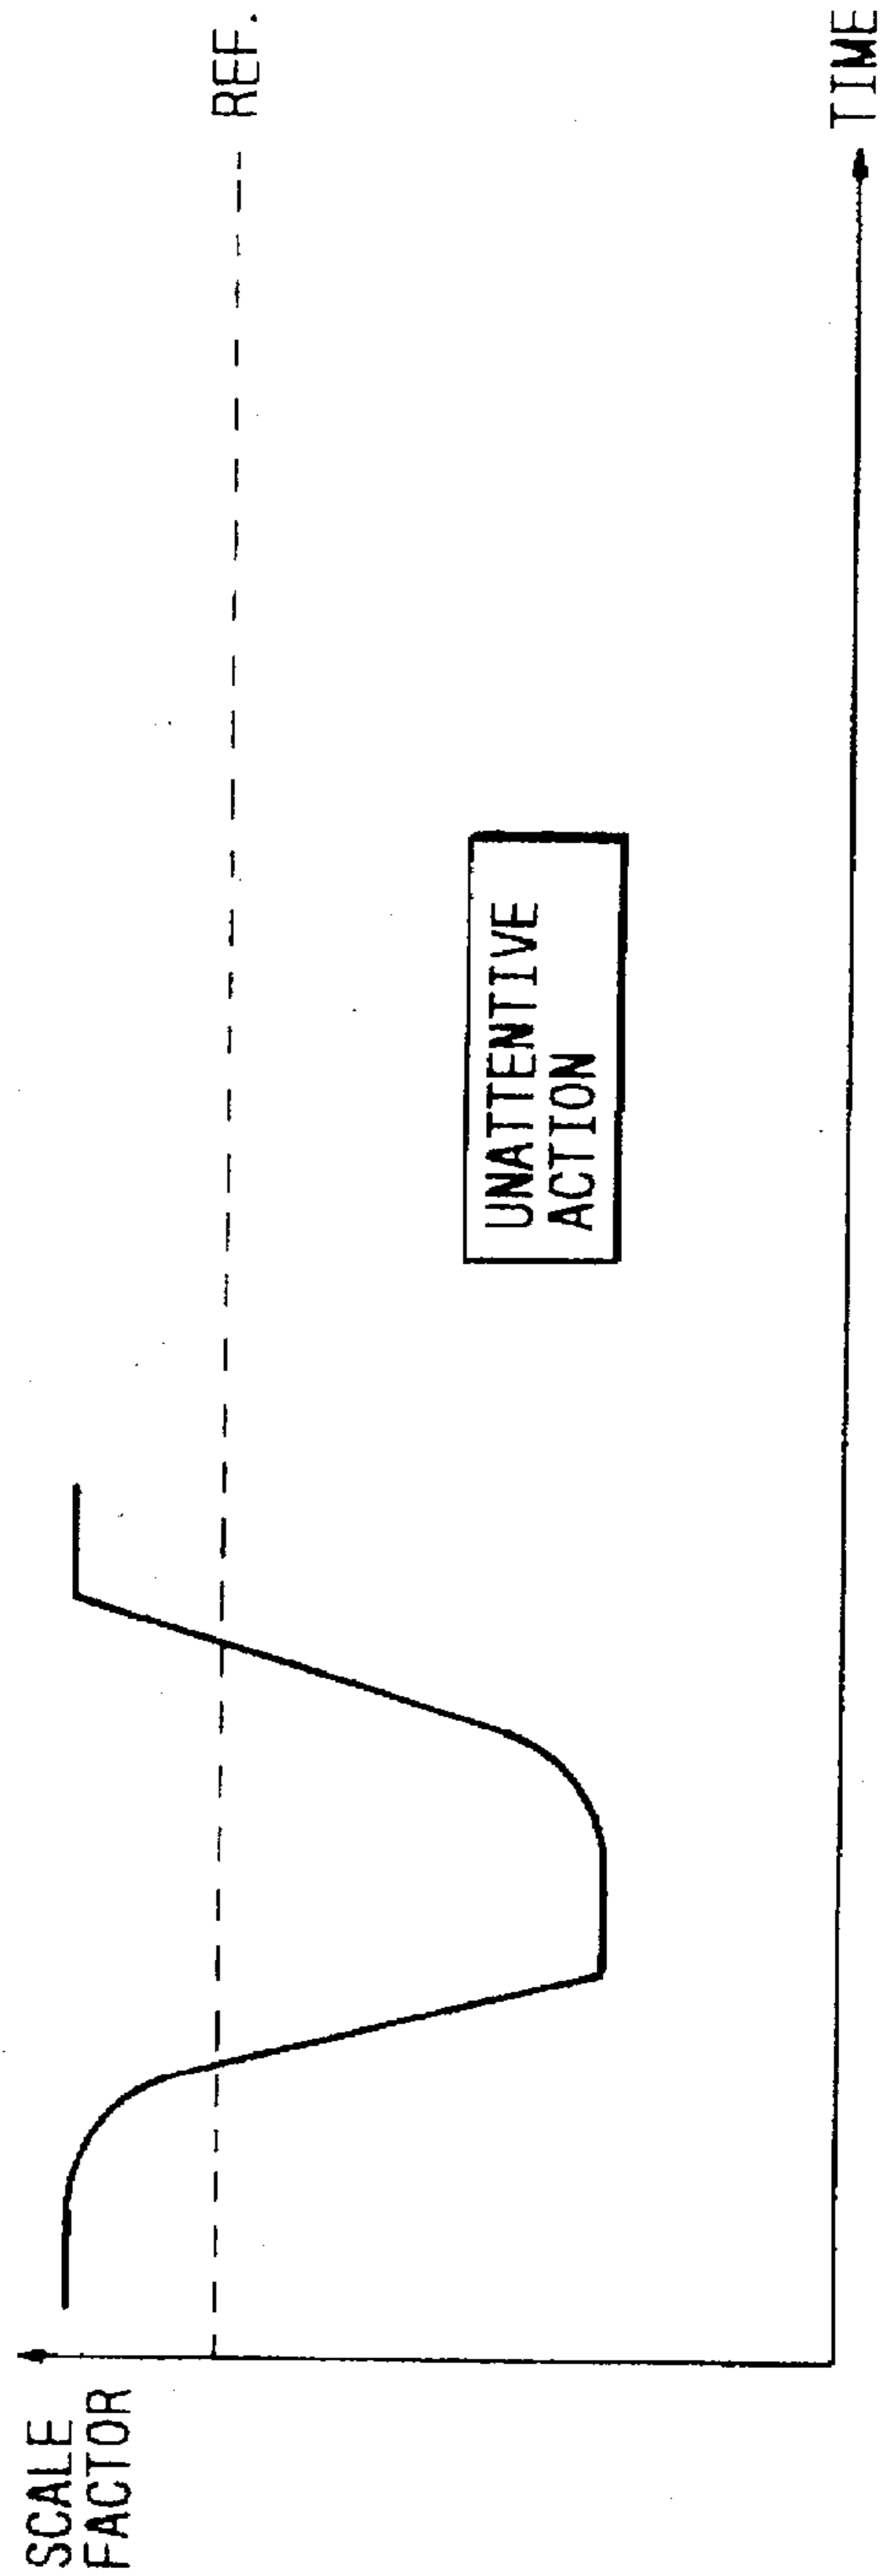 SCALE
FACTOR
REF.
UNATTENTIVE
ACTION
TIME